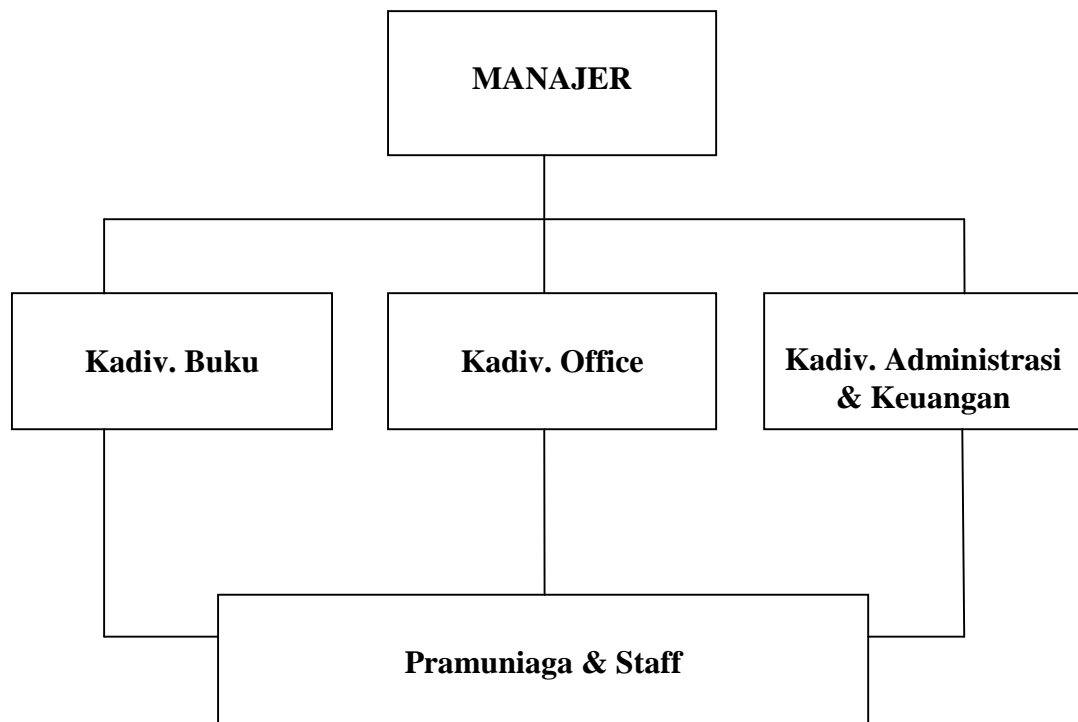 MANAJER
Kadiv. Buku
Kadiv. Office
Kadiv. Administrasi
& Keuangan
Pramuniaga & Staff